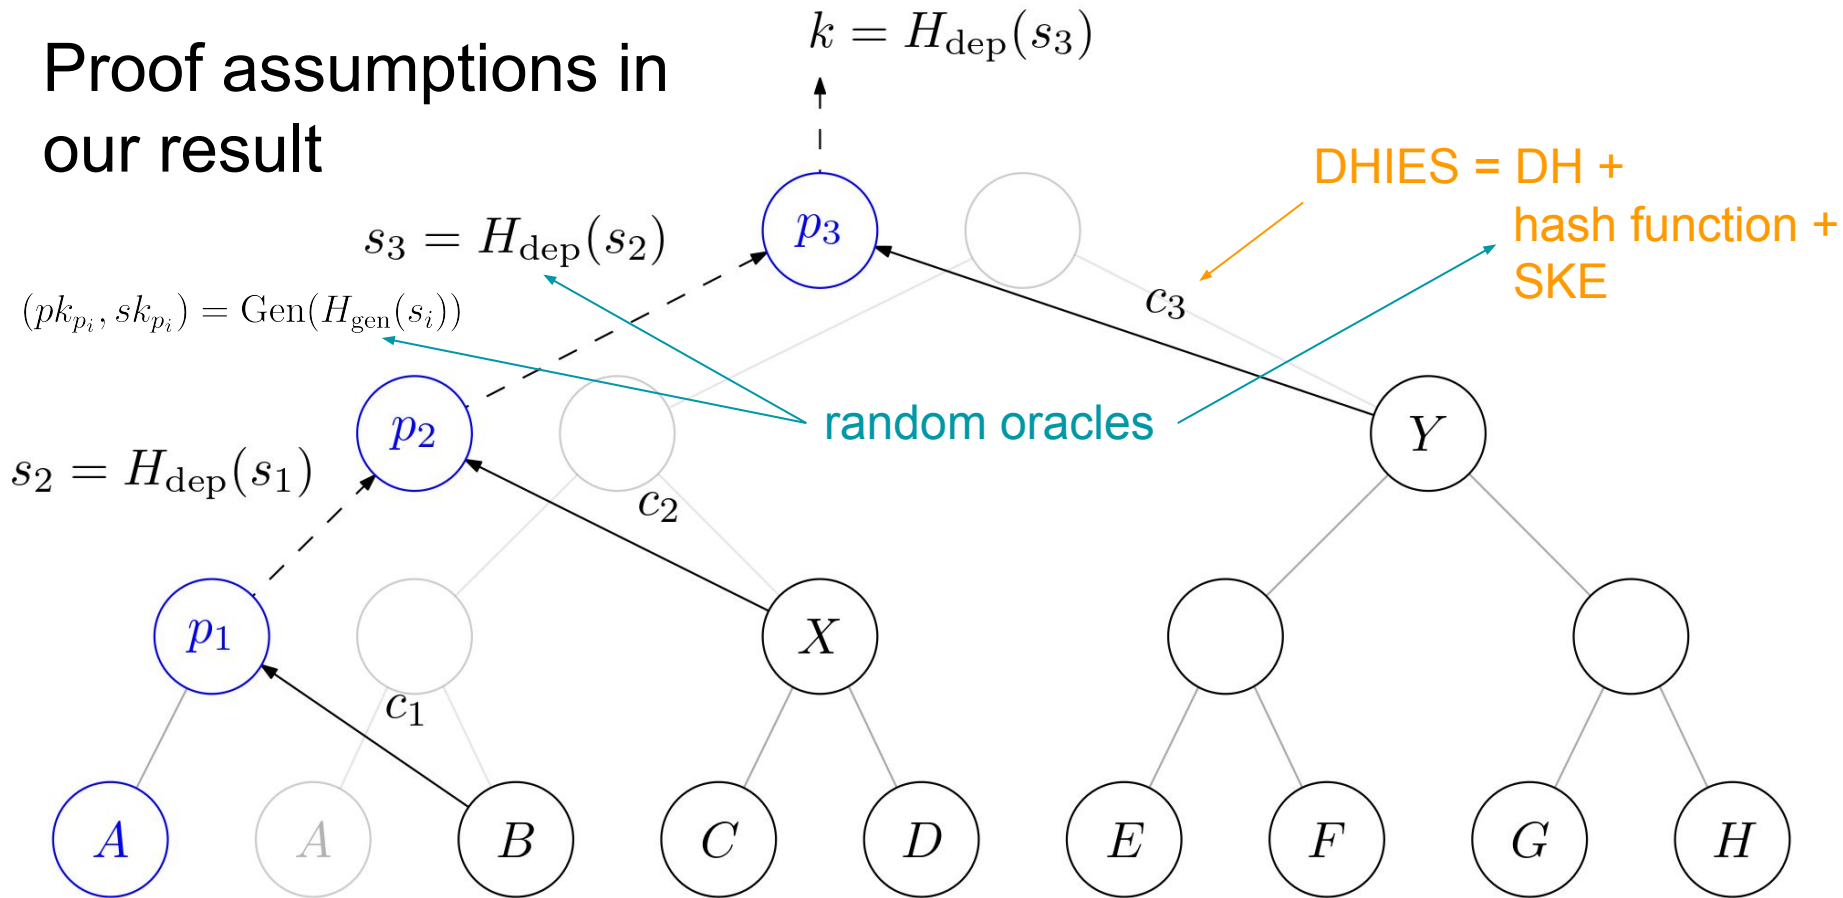 Proof assumptions in
our result
k = H_dep(s_3)
DHIES = DH +
hash function +
SKE
s_3 = H_dep(s_2)
p_3
(pk_{p_i}, sk_{p_i}) = Gen(H_gen(s_i))
c_3
random oracles
p_2
Y
s_2 = H_dep(s_1)
c_2
p_1
X
c_1
A
A
B
C
D
E
F
G
H